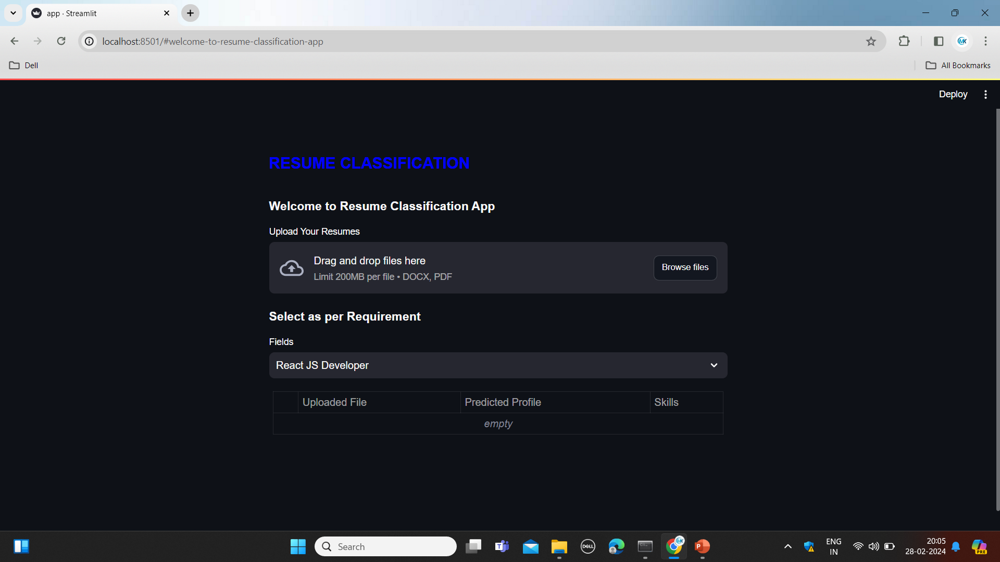 app · Streamlit
localhost:8501/#welcome-to-resume-classification-app
Dell
All Bookmarks
Deploy
RESUME CLASSIFICATION
Welcome to Resume Classification App
Upload Your Resumes
Drag and drop files here
Limit 200MB per file • DOCX, PDF
Browse files
Select as per Requirement
Fields
React JS Developer
Uploaded File Predicted Profile Skills
empty
Search
DELL
ENG
IN
20:05
28-02-2024
PRE